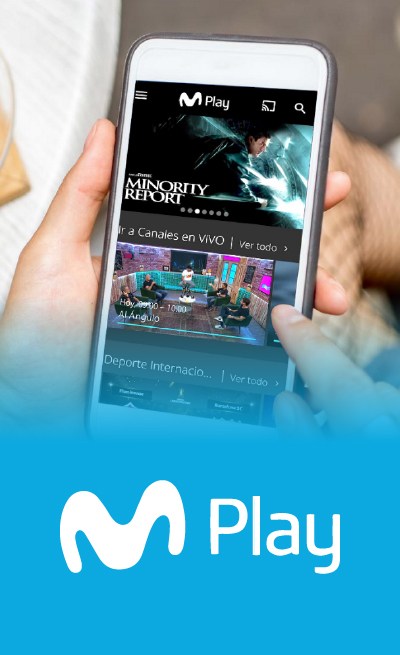 Play
MINORITY
REPORT
Ir a Canales en ViVO | Ver todo >
Hoy 09:00 - 10:00
Al Ángulo
Deporte Internacio... | Ver todo >
Play